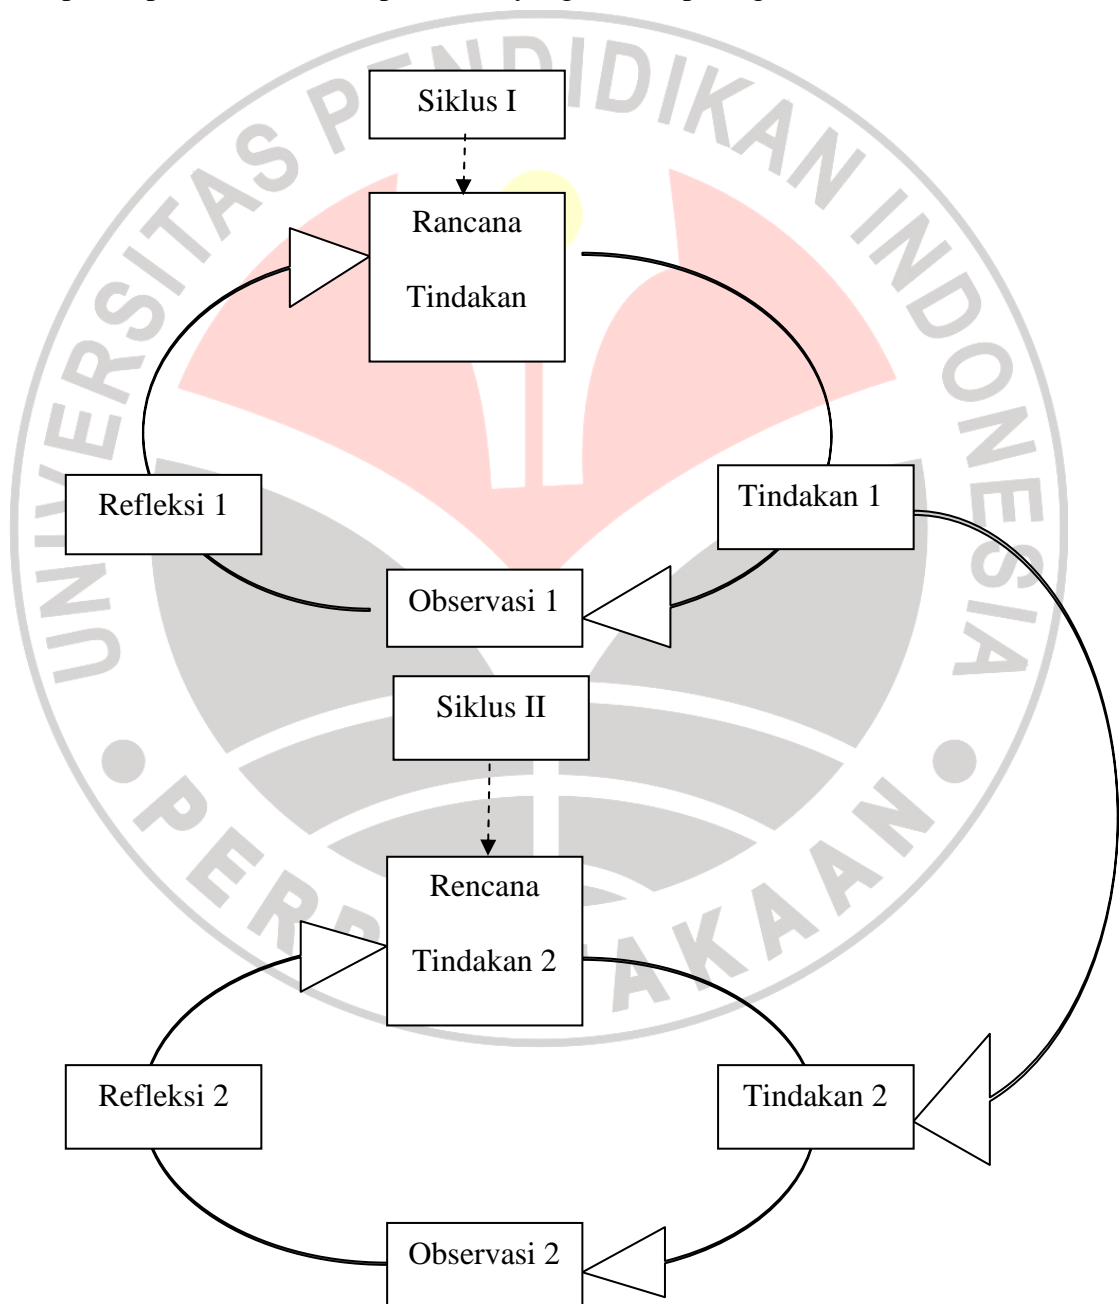 Siklus I
Rancana
Tindakan
Refleksi 1
Tindakan 1
Observasi 1
Siklus II
Rencana
Tindakan 2
Refleksi 2
Tindakan 2
Observasi 2
UNIVERSITAS PENDIDIKAN INDONESIA